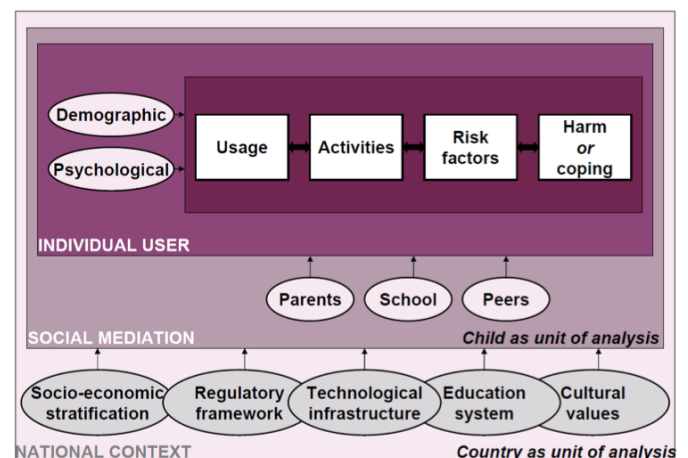 Demographic
Psychological
Usage
Activities
Risk
factors
Harm
or
coping
INDIVIDUAL USER
Parents
School
Peers
SOCIAL MEDIATION
Child as unit of analysis
Socio-economic
stratification
Regulatory
framework
Technological
infrastructure
Education
system
Cultural
values
NATIONAL CONTEXT
Country as unit of analysis